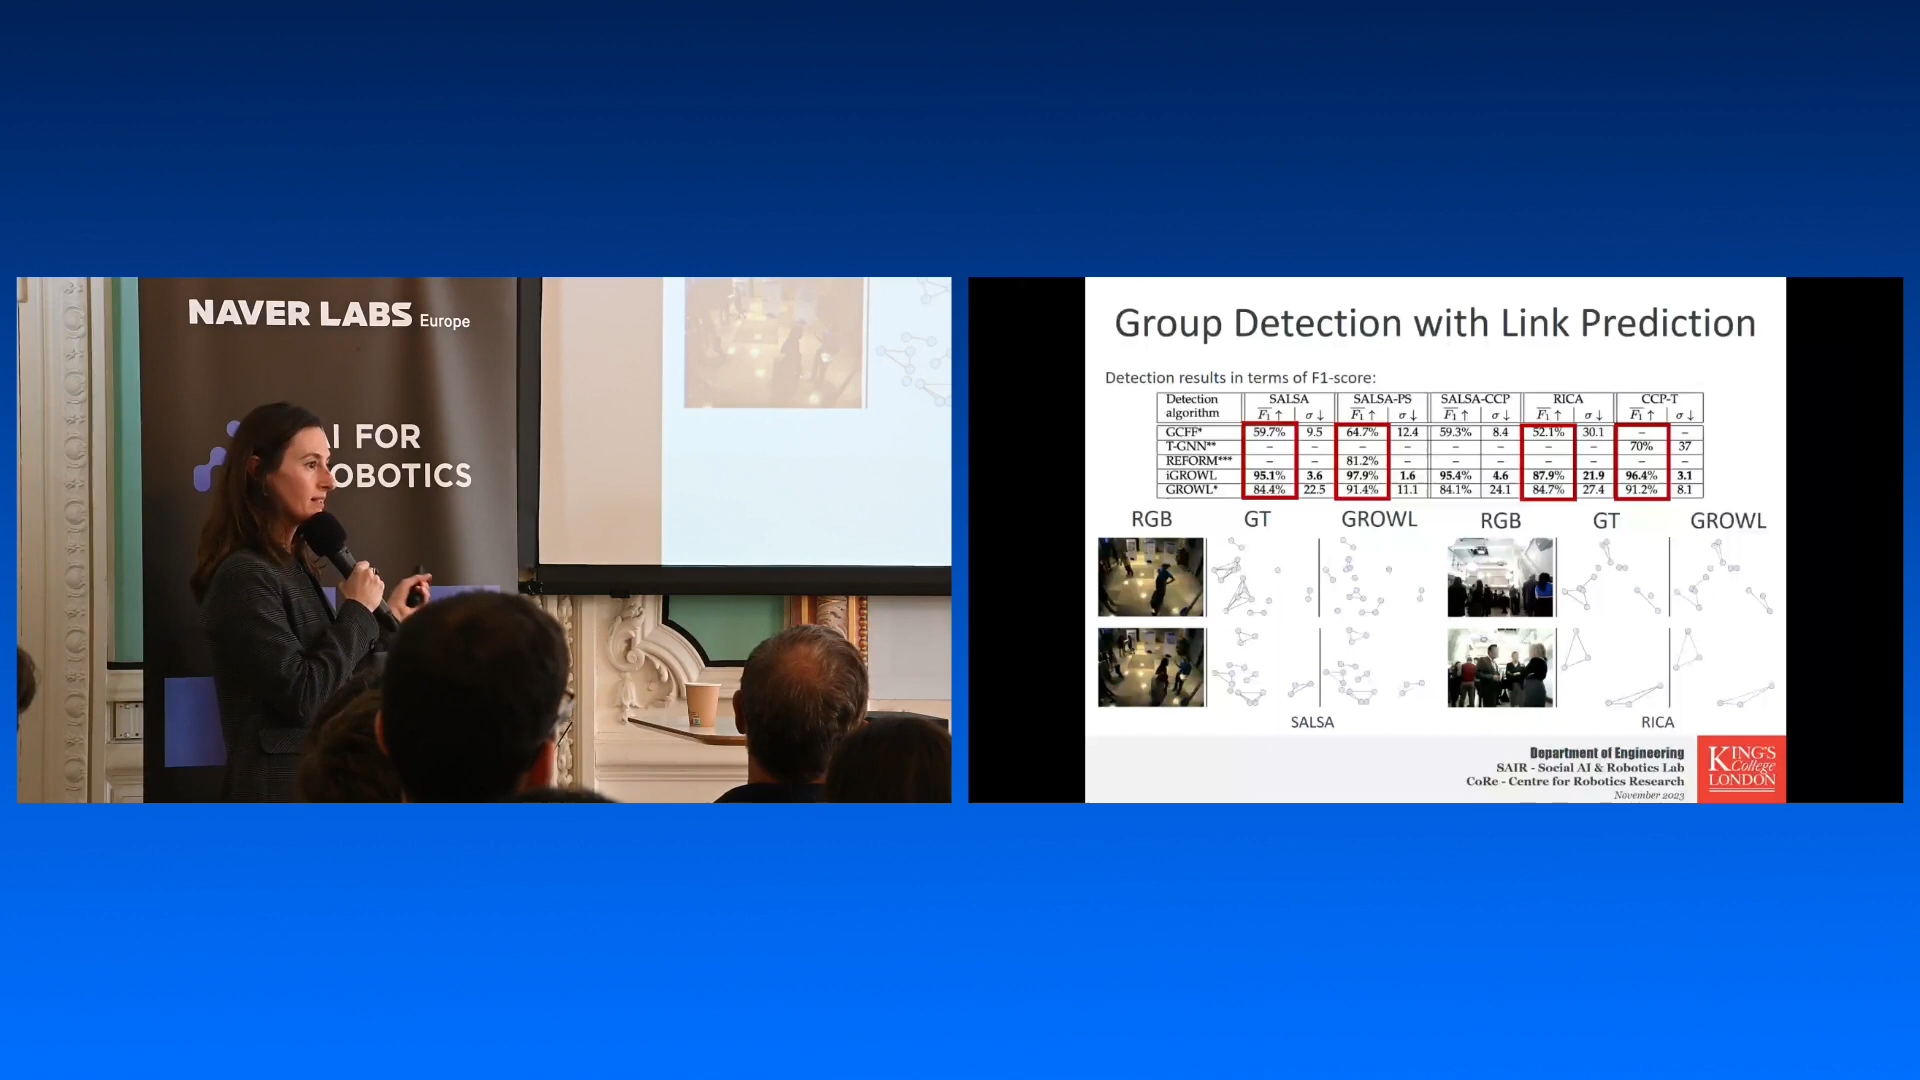 NAVER LABS Europe
AI FOR
OBOTICS
Group Detection with Link Prediction
Detection results in terms of F1-score:
Detection algorithm SALSA SALSA-PS SALSA-CCP RICA CCP-T
F1 ↑ σ ↓ F1 ↑ σ ↓ F1 ↑ σ ↓ F1 ↑ σ ↓ F1 ↑ σ ↓
GCFF* 59.7% 9.5 64.7% 12.4 59.3% 8.4 52.1% 30.1 – –
T-GNN** – – – – – – – – 70% 37
REFORM*** – – 81.2% – – – – – – –
iGROWL 95.1% 3.6 97.9% 1.6 95.4% 4.6 87.9% 21.9 96.4% 3.1
GROWL* 84.4% 22.5 91.4% 11.1 84.1% 24.1 84.7% 27.4 91.2% 8.1
RGB GT GROWL RGB GT GROWL
SALSA RICA
Department of Engineering
SAIR - Social AI & Robotics Lab
CoRe - Centre for Robotics Research
November 2023
KING'S
College
LONDON